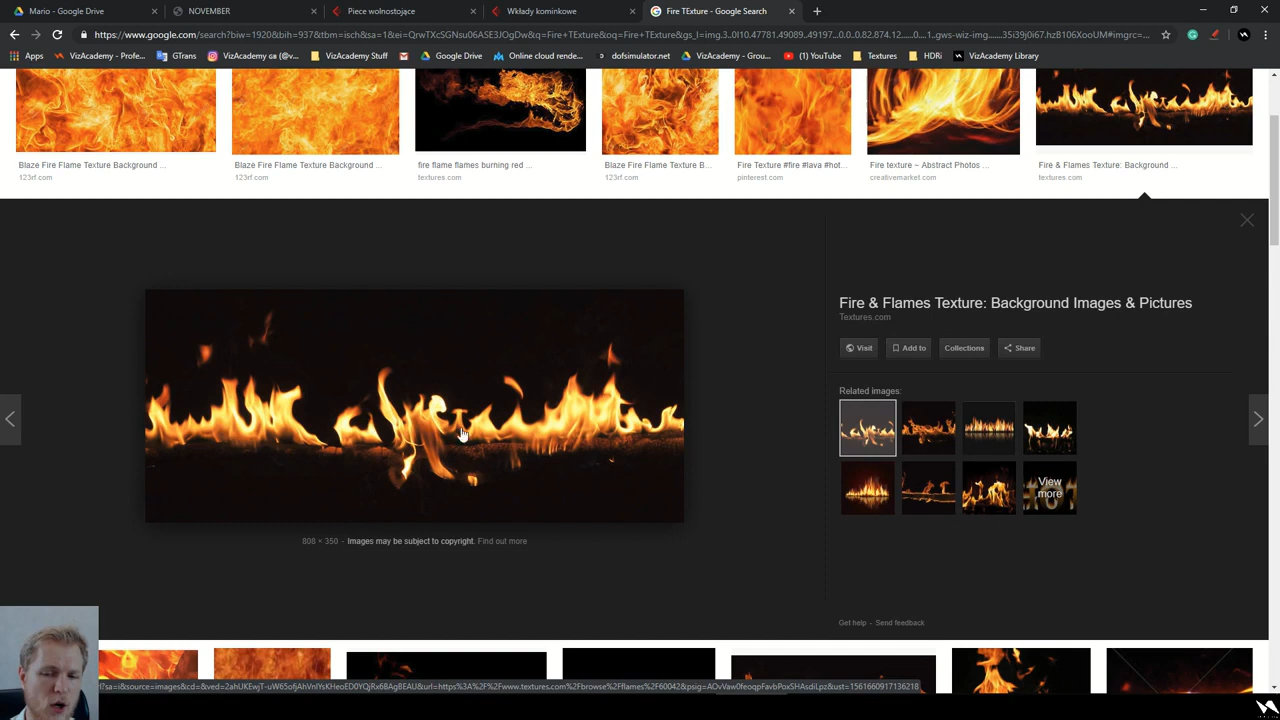 Mario - Google Drive
NOVEMBER
Piece wolnostojące
Wkłady kominkowe
Fire TExture - Google Search
Apps
VizAcademy - Profe...
GTrans
VizAcademy GB (@v...
VizAcademy Stuff
Gmail
Google Drive
Online cloud rende...
dofsimulator.net
VizAcademy - Grou...
(1) YouTube
Textures
HDRi
VizAcademy Library
Blaze Fire Flame Texture Background ...
123rf.com
Blaze Fire Flame Texture Background ...
123rf.com
fire flame flames burning red ...
textures.com
Blaze Fire Flame Texture B...
123rf.com
Fire Texture #fire #lava #hot...
pinterest.com
Fire texture ~ Abstract Photos ...
creativemarket.com
Fire & Flames Texture: Background ...
textures.com
Fire & Flames Texture: Background Images & Pictures
Textures.com
Visit
Add to
Collections
Share
Related images:
View
more
808 × 350 - Images may be subject to copyright. Find out more
Get help - Send feedback